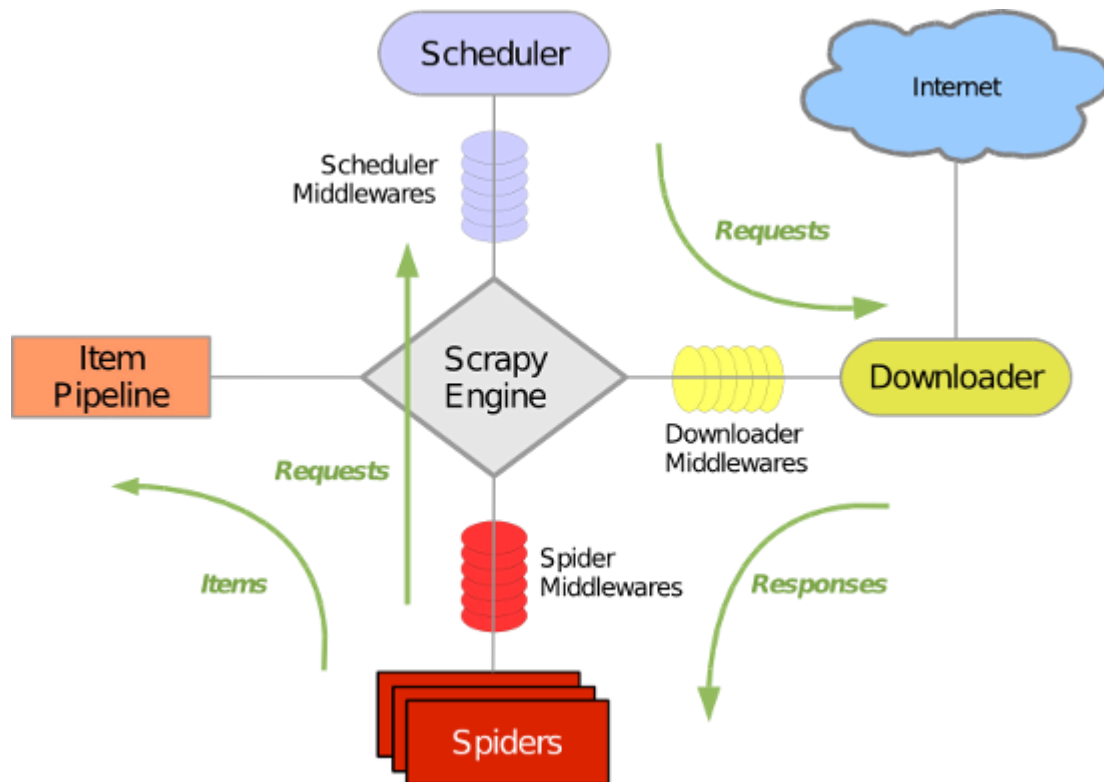 Scheduler
Internet
Scheduler
Middlewares
Requests
Item
Pipeline
Scrapy
Engine
Downloader
Downloader
Middlewares
Requests
Items
Spider
Middlewares
Responses
Spiders